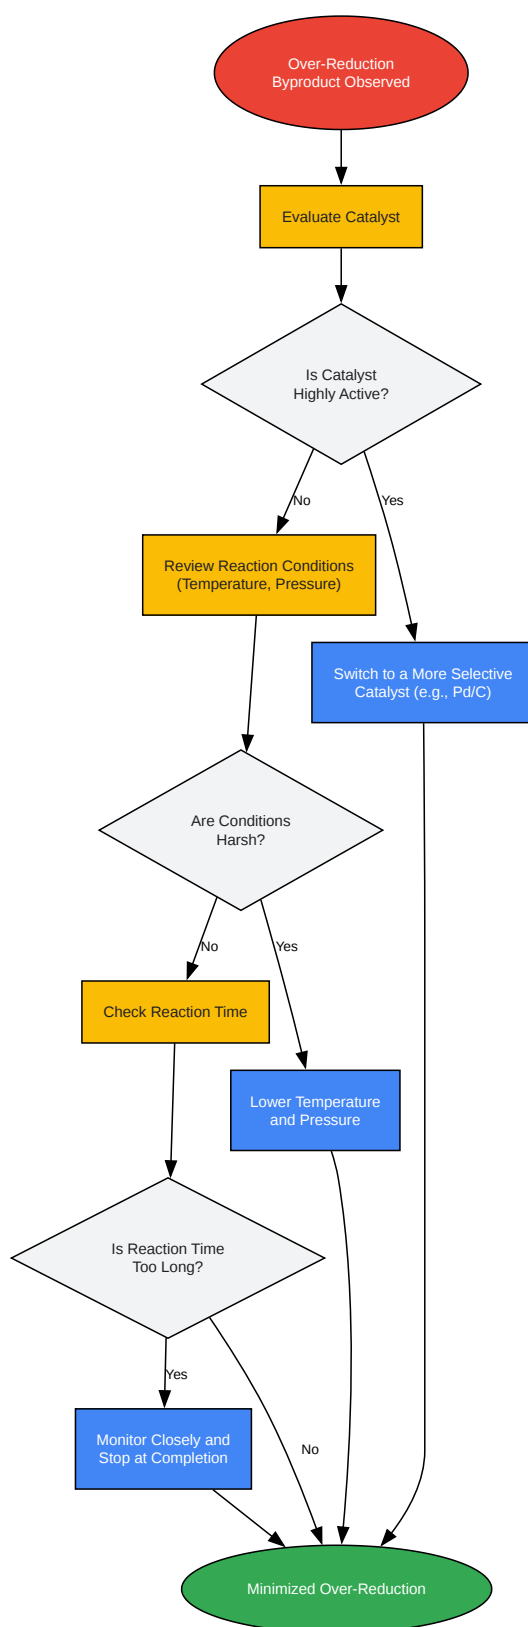 Over-Reduction
Byproduct Observed
Evaluate Catalyst
Is Catalyst
Highly Active?
No
Yes
Review Reaction Conditions
(Temperature, Pressure)
Switch to a More Selective
Catalyst (e.g., Pd/C)
Are Conditions
Harsh?
No
Yes
Check Reaction Time
Lower Temperature
and Pressure
Is Reaction Time
Too Long?
Yes
No
Monitor Closely and
Stop at Completion
Minimized Over-Reduction